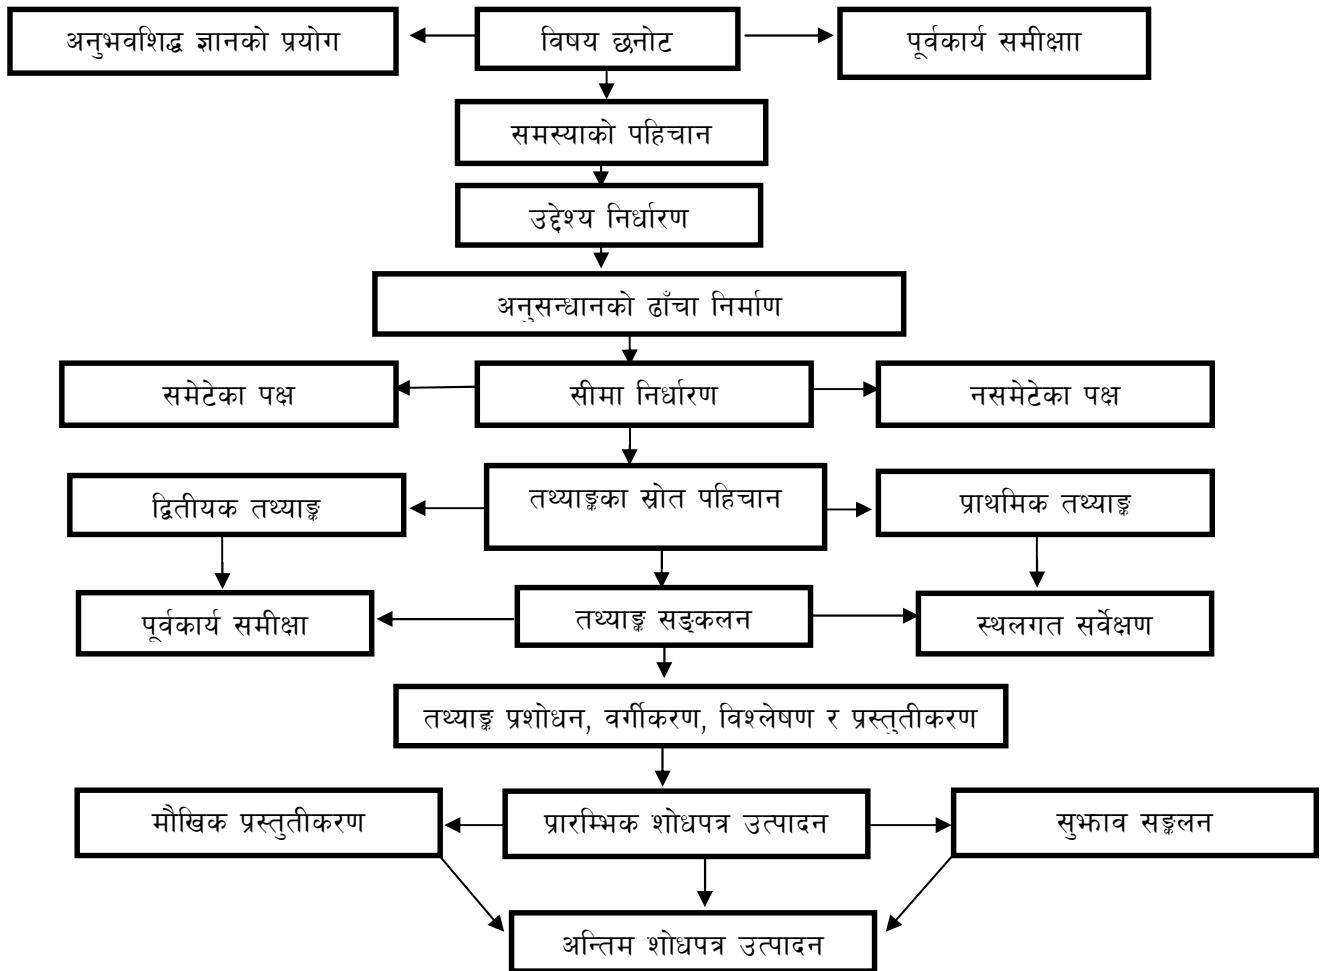 अनुभवशिद्ध ज्ञानको प्रयोग
विषय छनोट
पूर्वकार्य समीक्षाा
समस्याको पहिचान
उद्देश्य निर्धारण
अनुसन्धानको ढाँचा निर्माण
समेटेका पक्ष
सीमा निर्धारण
नसमेटेका पक्ष
द्वितीयक तथ्याङ्क
तथ्याङ्कका स्रोत पहिचान
प्राथमिक तथ्याङ्क
पूर्वकार्य समीक्षा
तथ्याङ्क सङ्कलन
स्थलगत सर्वेक्षण
तथ्याङ्क प्रशोधन, वर्गीकरण, विश्लेषण र प्रस्तुतीकरण
मौखिक प्रस्तुतीकरण
प्रारम्भिक शोधपत्र उत्पादन
सुझाव सङ्कलन
अन्तिम शोधपत्र उत्पादन